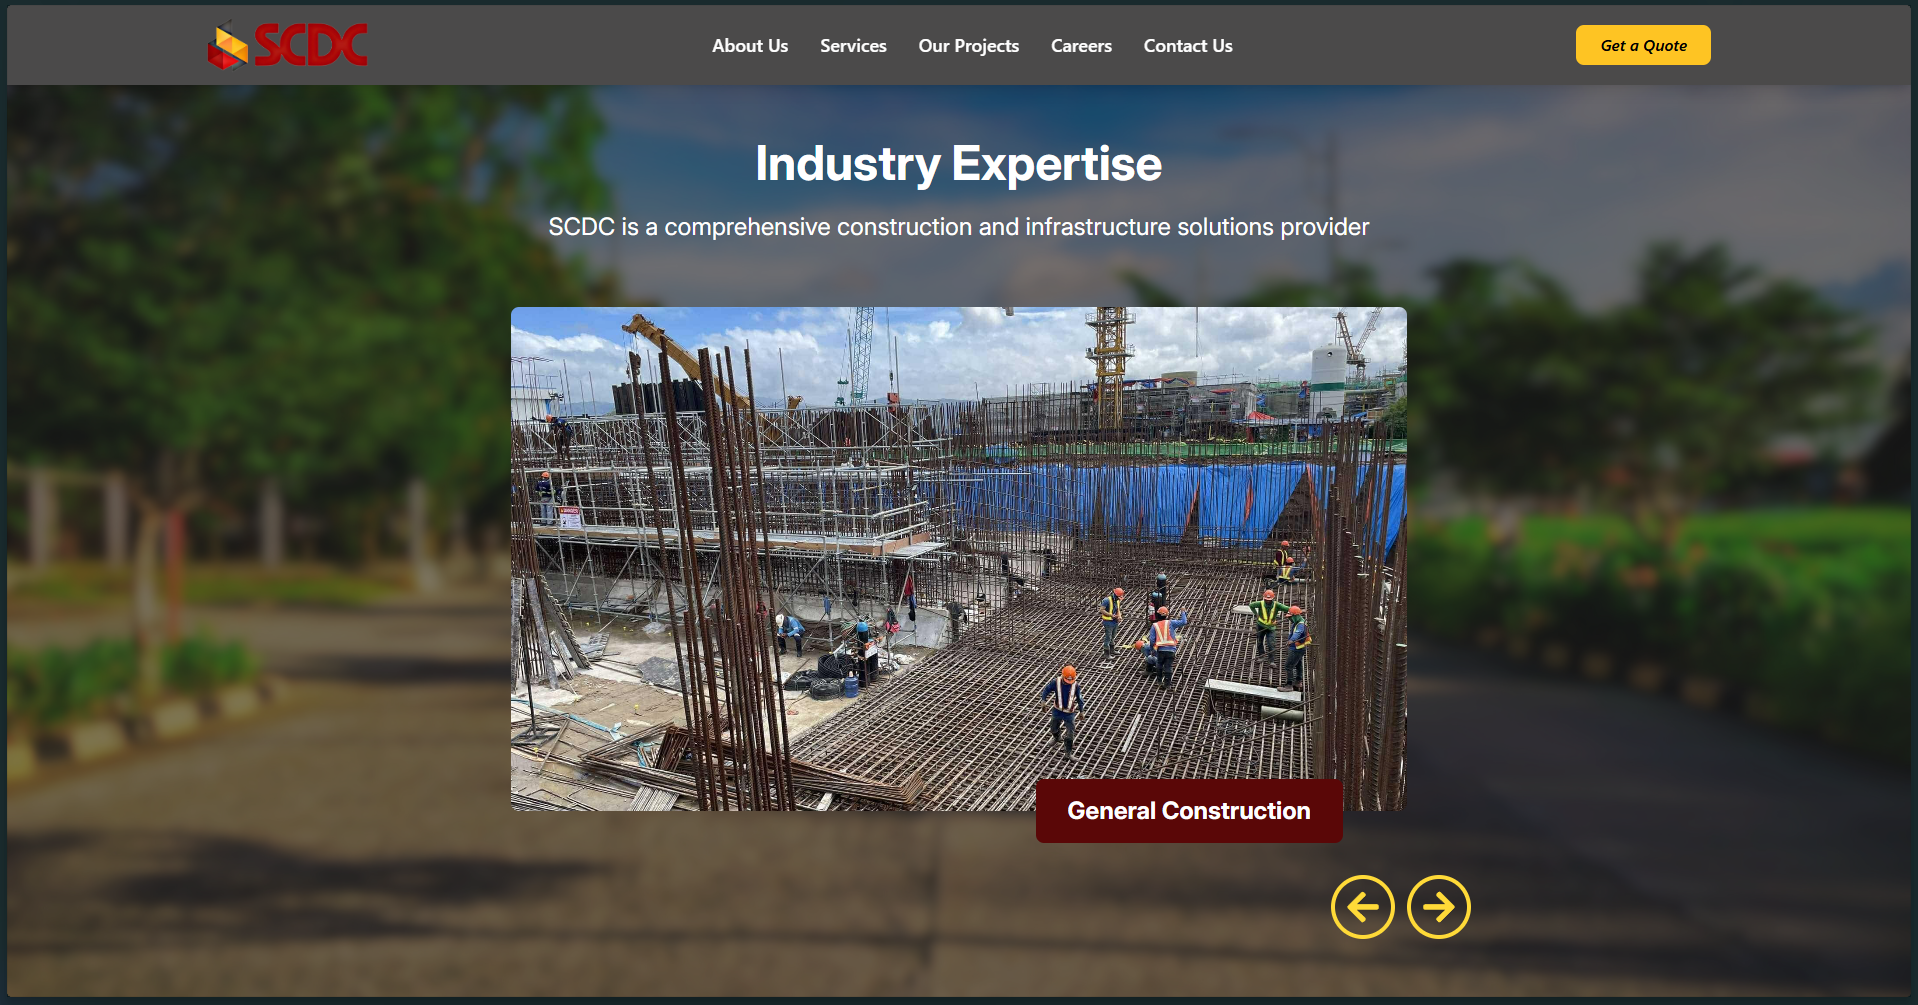 SCDC
About Us
Services
Our Projects
Careers
Contact Us
Get a Quote
Industry Expertise
SCDC is a comprehensive construction and infrastructure solutions provider
General Construction